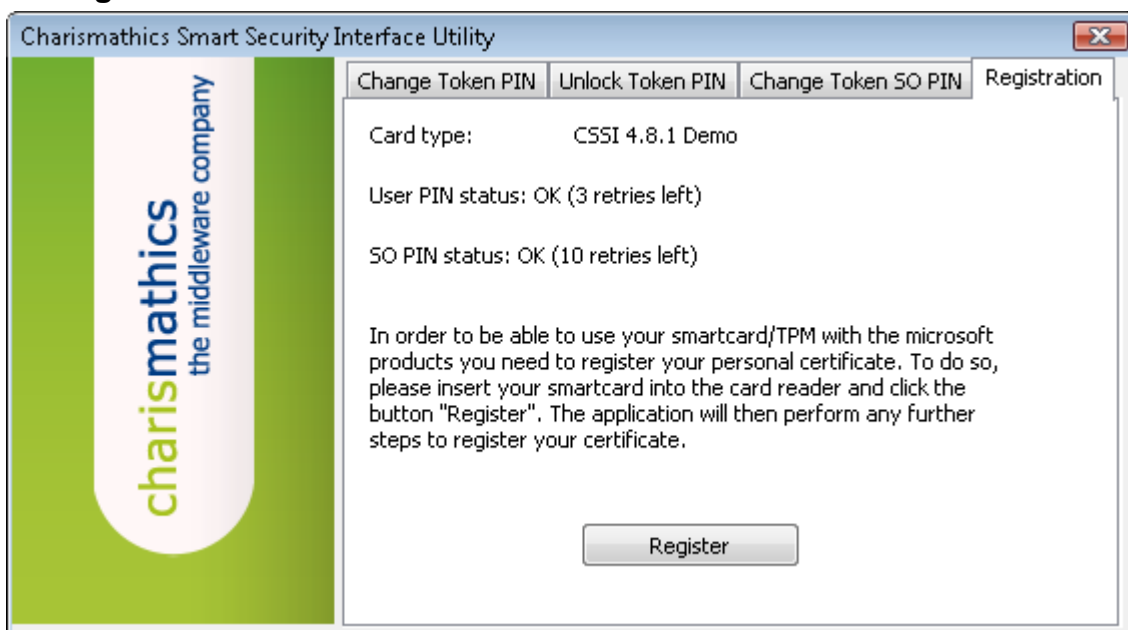 Charismathics Smart Security Interface Utility
charismathics
the middleware company
Change Token PIN Unlock Token PIN Change Token SO PIN Registration
Card type: CSSI 4.8.1 Demo
User PIN status: OK (3 retries left)
SO PIN status: OK (10 retries left)
In order to be able to use your smartcard/TPM with the microsoft
products you need to register your personal certificate. To do so,
please insert your smartcard into the card reader and click the
button "Register". The application will then perform any further
steps to register your certificate.
Register